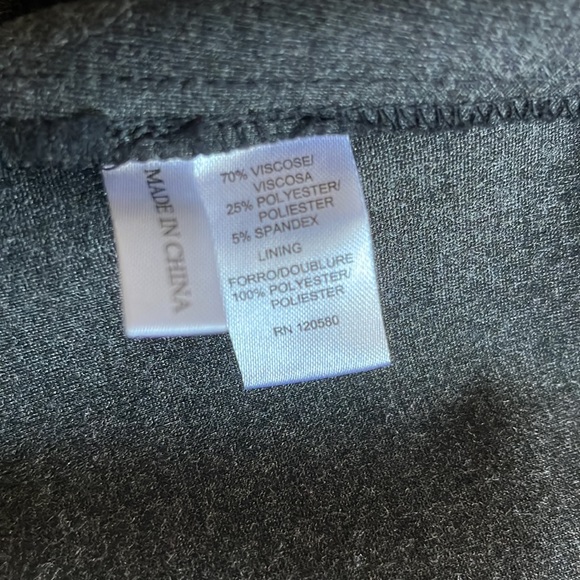 MADE IN CHINA
70% VISCOSE/
VISCOSA
25% POLYESTER/
POLIESTER
5% SPANDEX
LINING
FORRO/DOUBLURE
100% POLYESTER/
POLIESTER
RN 120580